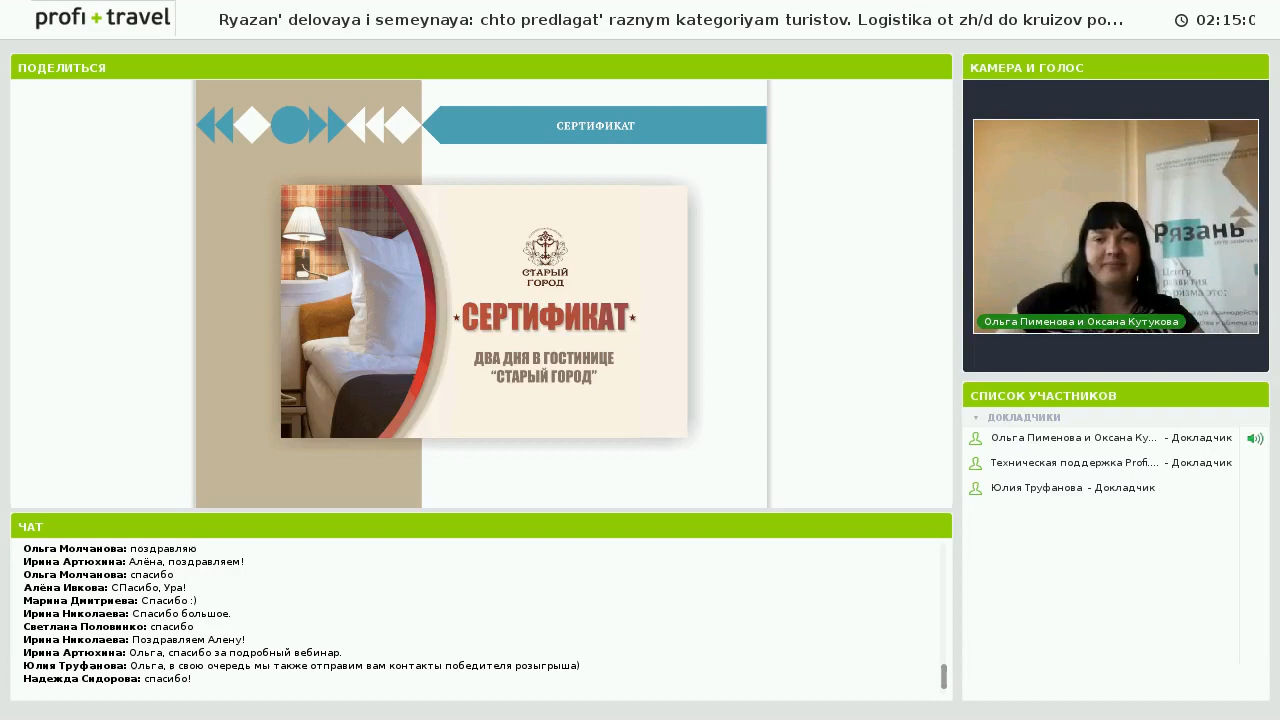 profi + travel
Ryazan' delovaya i semeynaya: chto predlagat' raznym kategoriyam turistov. Logistika ot zh/d do kruizov po...
02:15:0
ПОДЕЛИТЬСЯ
СЕРТИФИКАТ
СТАРЫЙ
ГОРОД
СЕРТИФИКАТ
ДВА ДНЯ В ГОСТИНИЦЕ
“СТАРЫЙ ГОРОД”
ЧАТ
Ольга Молчанова: поздравляю
Ирина Артюхина: Алёна, поздравляем!
Ольга Молчанова: спасибо
Алёна Ивкова: СПасибо, Ура!
Марина Дмитриева: Спасибо :)
Ирина Николаева: Спасибо большое.
Светлана Половинко: спасибо
Ирина Николаева: Поздравляем Алену!
Ирина Артюхина: Ольга, спасибо за подробный вебинар.
Юлия Труфанова: Ольга, в свою очередь мы также отправим вам контакты победителя розыгрыша)
Надежда Сидорова: спасибо!
КАМЕРА И ГОЛОС
Рязань
Центр
развития
туризма это:
Ольга Пименова и Оксана Кутукова
СПИСОК УЧАСТНИКОВ
ДОКЛАДЧИКИ
Ольга Пименова и Оксана Ку... – Докладчик
Техническая поддержка Profi.... – Докладчик
Юлия Труфанова – Докладчик